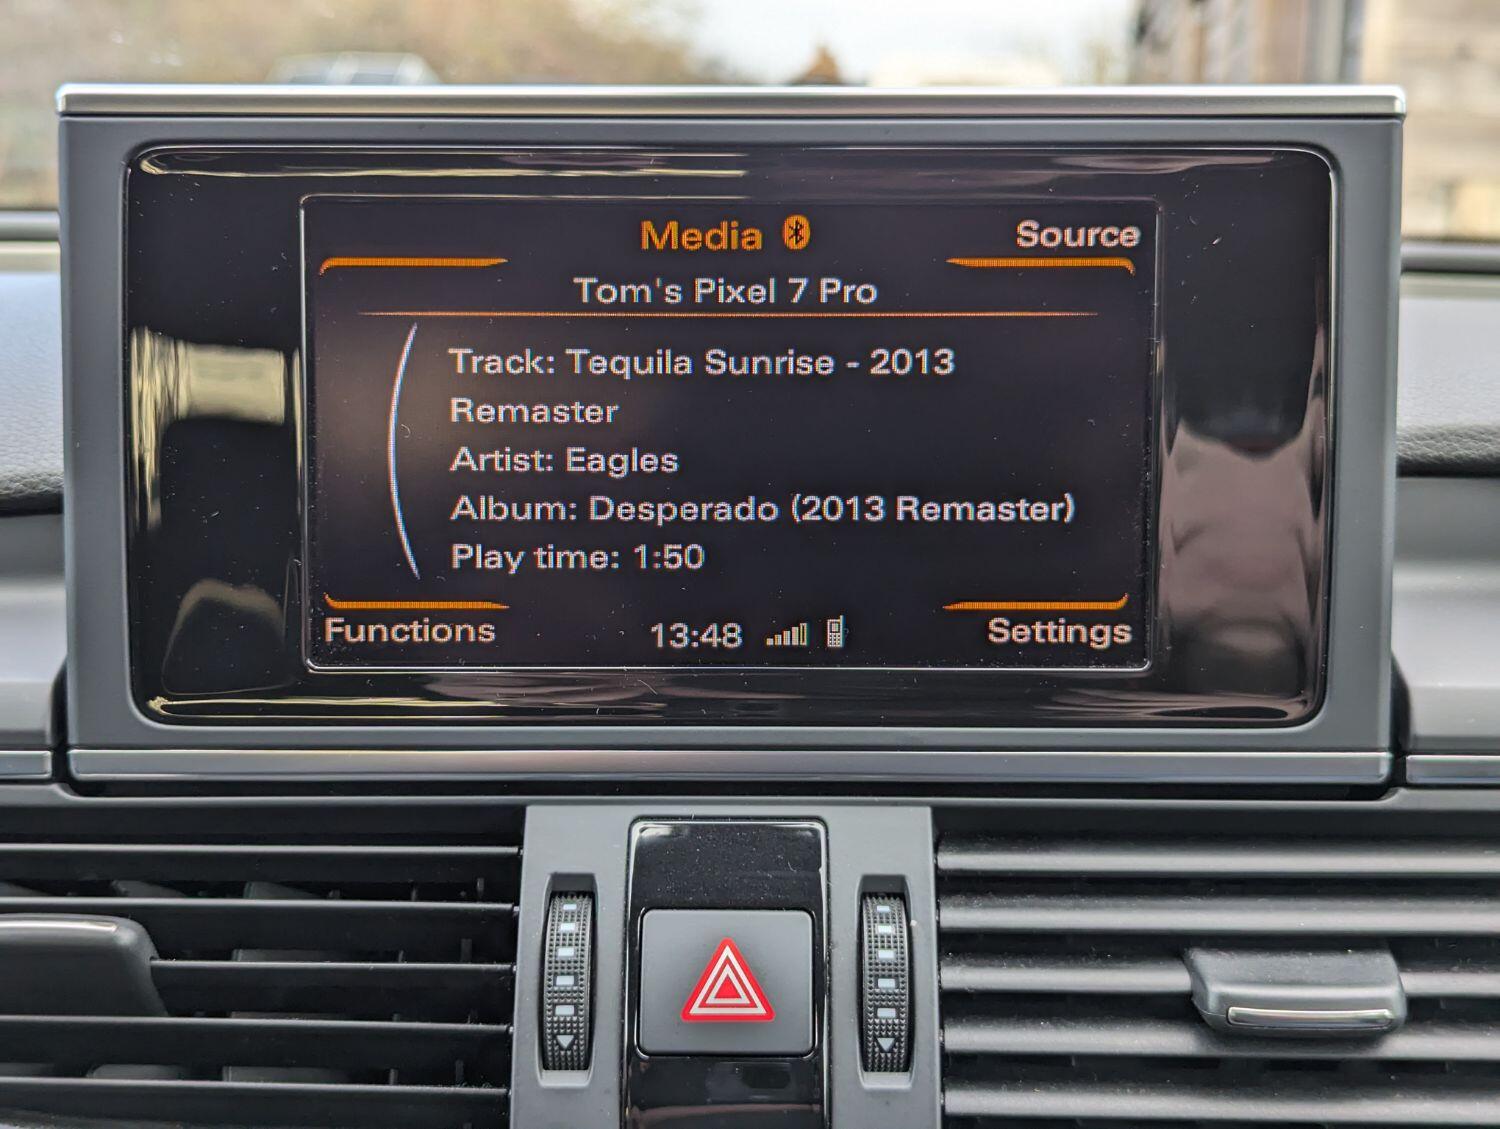 Media
Source
Tom's Pixel 7 Pro
Track: Tequila Sunrise - 2013
Remaster
Artist: Eagles
Album: Desperado (2013 Remaster)
Play time: 1:50
Functions
13:48
Settings